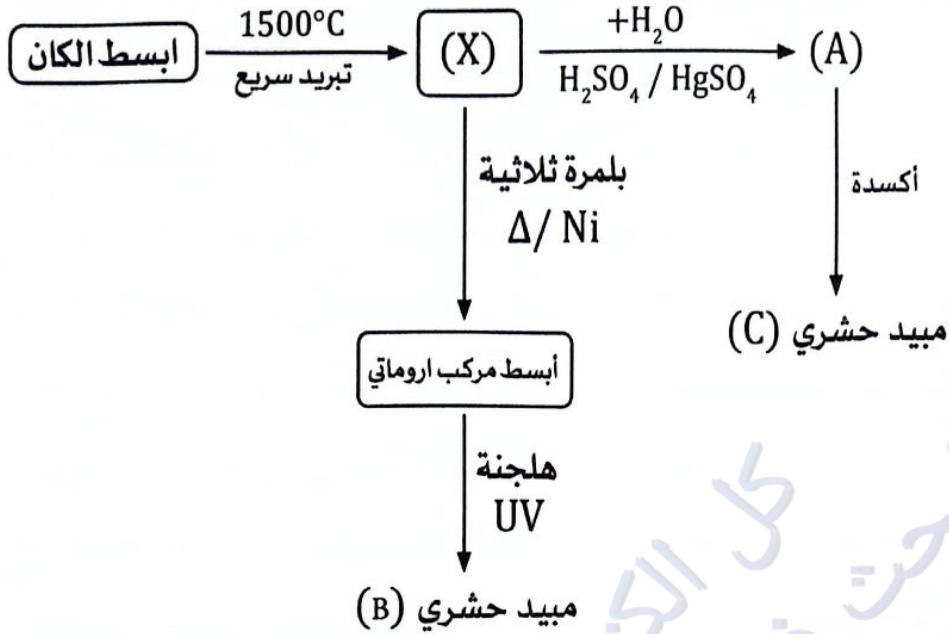 ابسط الكان
1500°C
تبريد سريع
(X)
+H₂O
H₂SO₄ / HgSO₄
(A)
بلمرة ثلاثية
Δ/ Ni
أكسدة
مبيد حشري (C)
أبسط مركب اروماتي
هلجنة
UV
مبيد حشري (B)
كل